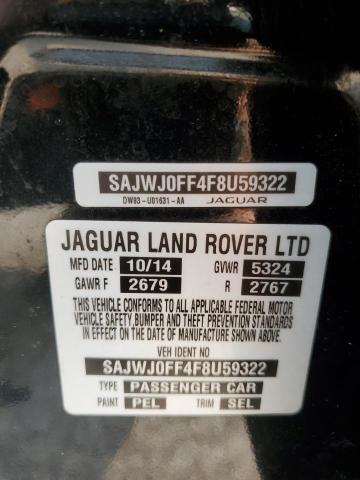 SAJWJ0FF4F8U59322
DW93-U01631-AA JAGUAR
JAGUAR LAND ROVER LTD
MFD DATE 10/14 GVWR 5324
GAWR F 2679 R 2767
THIS VEHICLE CONFORMS TO ALL APPLICABLE FEDERAL MOTOR
VEHICLE SAFETY,BUMPER AND THEFT PREVENTION STANDARDS
IN EFFECT ON THE DATE OF MANUFACTURE SHOWN ABOVE.
VEH IDENT NO
SAJWJ0FF4F8U59322
TYPE PASSENGER CAR
PAINT PEL TRIM SEL